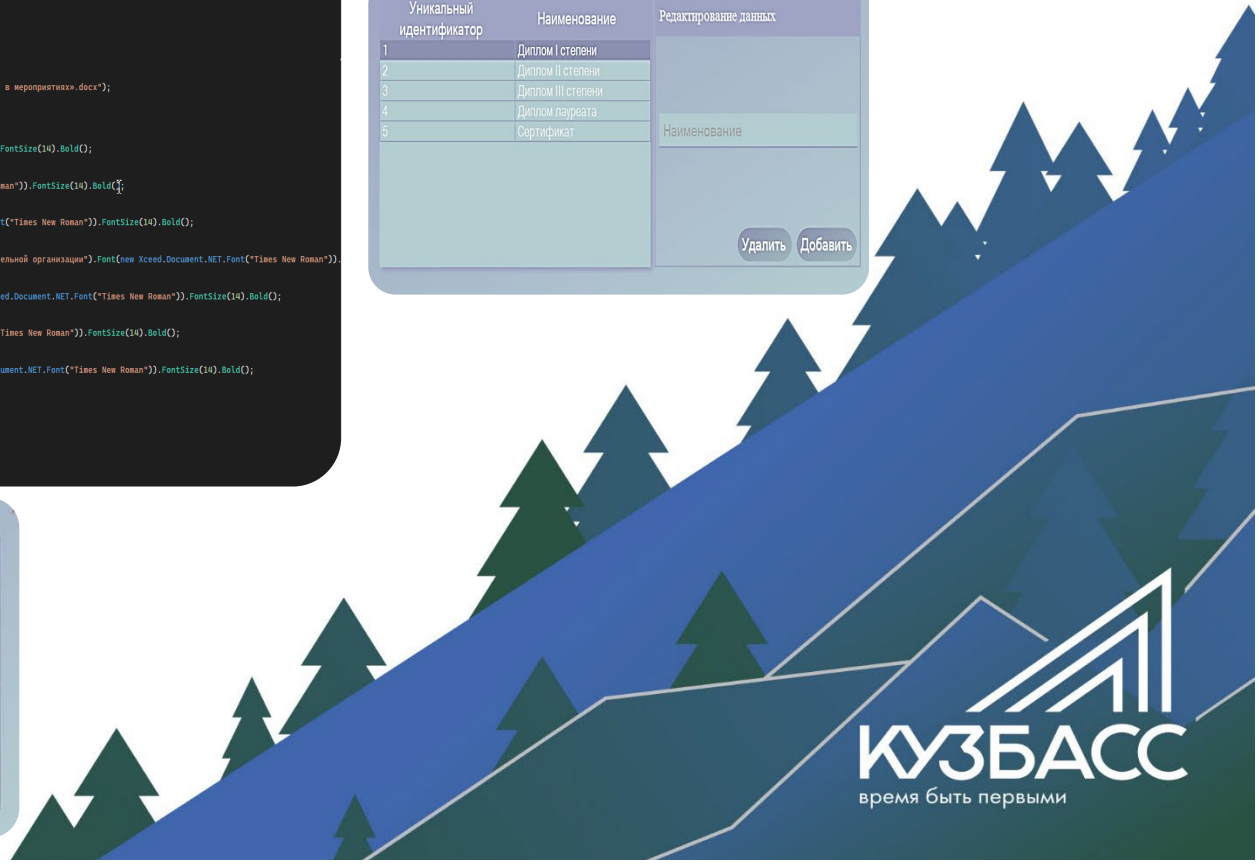 в мероприятиях».docx");
FontSize(14).Bold();
man")).FontSize(14).Bold();
t("Times New Roman")).FontSize(14).Bold();
ельной организации").Font(new Xceed.Document.NET.Font("Times New Roman")).
ed.Document.NET.Font("Times New Roman")).FontSize(14).Bold();
Times New Roman")).FontSize(14).Bold();
ument.NET.Font("Times New Roman")).FontSize(14).Bold();
Уникальный
идентификатор
Наименование
1 Диплом I степени
2 Диплом II степени
3 Диплом III степени
4 Диплом лауреата
5 Сертификат
Редактирование данных
Наименование
Удалить Добавить
КУЗБАСС
время быть первыми